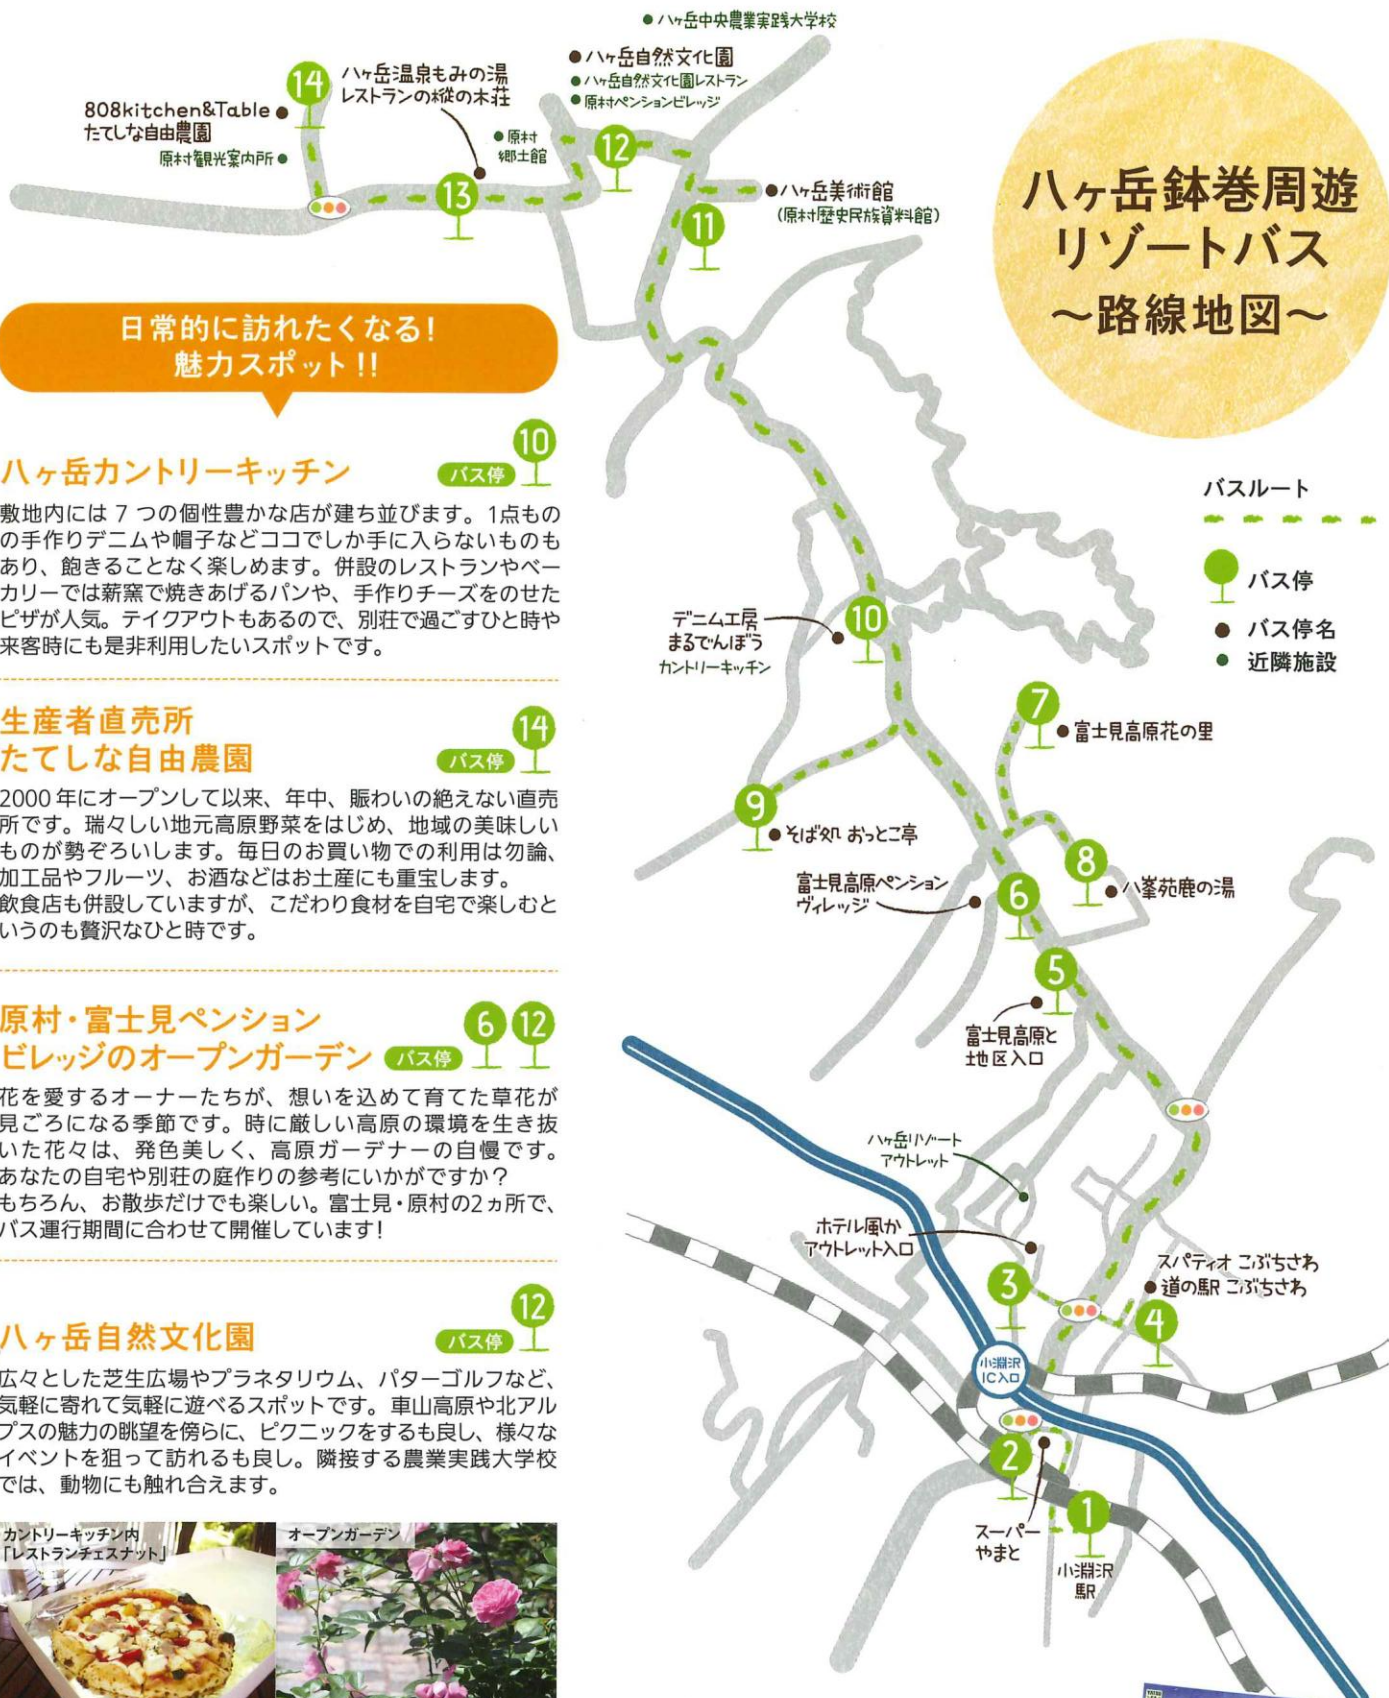 八ヶ岳鉢巻周遊
リゾートバス
～路線地図～
バスルート
バス停
バス停名
近隣施設
八ヶ岳中央農業実践大学校
八ヶ岳自然文化園
八ヶ岳自然文化園レストラン
原村ペンションビレッジ
八ヶ岳温泉もみの湯
レストランの樅の木荘
14
808kitchen&Table
たてしな自由農園
原村観光案内所
原村
郷土館
12
13
八ヶ岳美術館
(原村歴史民族資料館)
11
日常的に訪れたくなる!
魅力スポット!!
八ヶ岳カントリーキッチン
バス停
10
敷地内には 7 つの個性豊かな店が建ち並びます。1点もの
の手作りデニムや帽子などココでしか手に入らないものも
あり、飽きることなく楽しめます。併設のレストランやベー
カリーでは薪窯で焼きあげるパンや、手作りチーズをのせた
ピザが人気。テイクアウトもあるので、別荘で過ごすひと時や
来客時にも是非利用したいスポットです。
生産者直売所
たてしな自由農園
バス停
14
2000 年にオープンして以来、年中、賑わいの絶えない直売
所です。瑞々しい地元高原野菜をはじめ、地域の美味しい
ものが勢ぞろいします。毎日のお買い物での利用は勿論、
加工品やフルーツ、お酒などはお土産にも重宝します。
飲食店も併設していますが、こだわり食材を自宅で楽しむと
いうのも贅沢なひと時です。
原村・富士見ペンション
ビレッジのオープンガーデン
バス停
6 12
花を愛するオーナーたちが、想いを込めて育てた草花が
見ごろになる季節です。時に厳しい高原の環境を生き抜
いた花々は、発色美しく、高原ガーデナーの自慢です。
あなたの自宅や別荘の庭作りの参考にいかがですか？
もちろん、お散歩だけでも楽しい。富士見・原村の2ヵ所で、
バス運行期間に合わせて開催しています!
八ヶ岳自然文化園
バス停
12
広々とした芝生広場やプラネタリウム、パターゴルフなど、
気軽に寄れて気軽に遊べるスポットです。車山高原や北アル
プスの魅力の眺望を傍らに、ピクニックをするも良し、様々な
イベントを狙って訪れるも良し。隣接する農業実践大学校
では、動物にも触れ合えます。
カントリーキッチン内
「レストランチェスナット」
オープンガーデン
デニム工房
まるでんぼう
カントリーキッチン
10
7
富士見高原花の里
9
そば処 おっとこ亭
8
八峯苑鹿の湯
富士見高原ペンション
ヴィレッジ
6
5
富士見高原と
地区入口
八ヶ岳リゾート
アウトレット
ホテル風か
アウトレット入口
3
スパティオ こぶちさわ
道の駅 こぶちさわ
4
小淵沢
IC入口
2
スーパー
やまと
1
小淵沢
駅